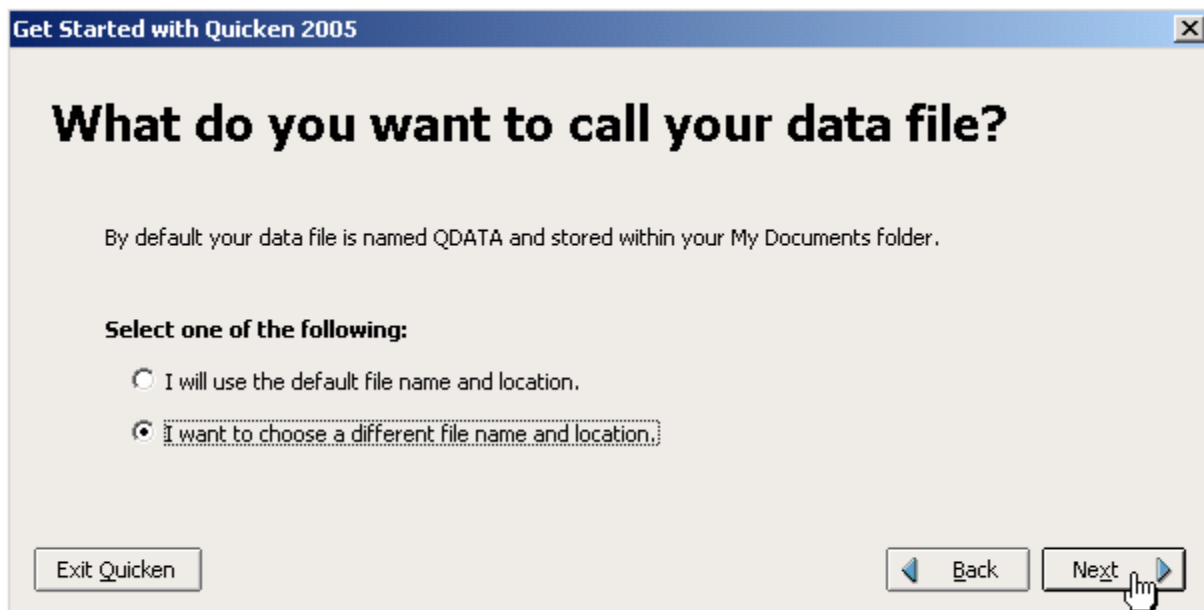 Get Started with Quicken 2005
What do you want to call your data file?
By default your data file is named QDATA and stored within your My Documents folder.
Select one of the following:
I will use the default file name and location.
I want to choose a different file name and location.
Exit Quicken
Back
Next